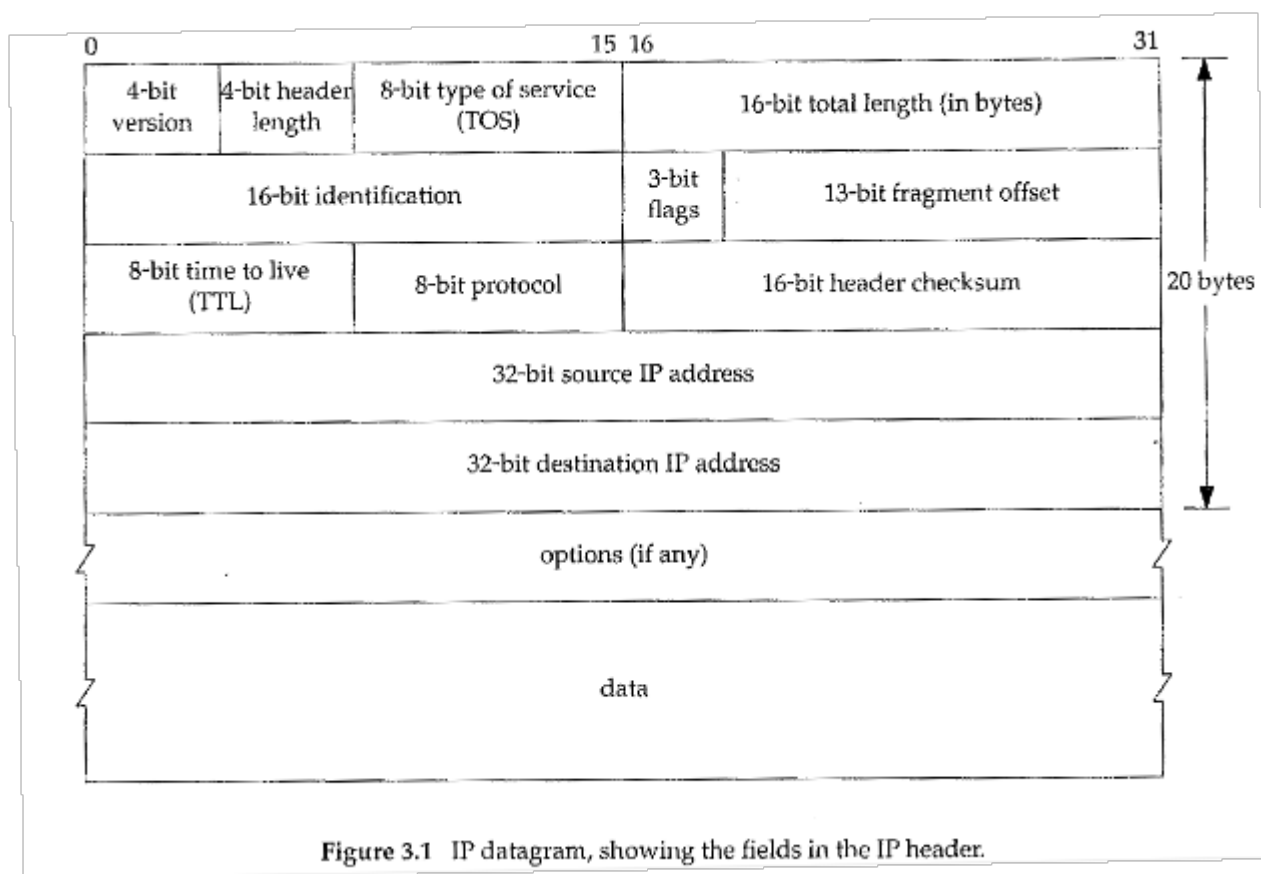 0 15 16 31
4-bit version
4-bit header length
8-bit type of service (TOS)
16-bit total length (in bytes)
16-bit identification
3-bit flags
13-bit fragment offset
8-bit time to live (TTL)
8-bit protocol
16-bit header checksum
20 bytes
32-bit source IP address
32-bit destination IP address
options (if any)
data
Figure 3.1 IP datagram, showing the fields in the IP header.